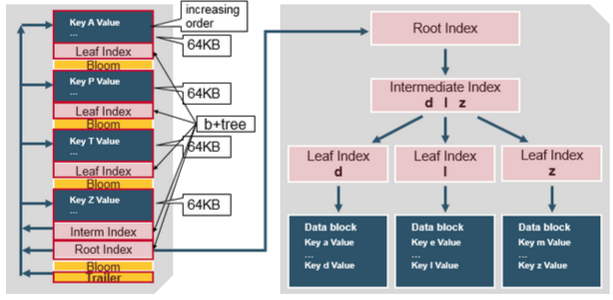 Key A Value
...
Leaf Index
Bloom
Key P Value
...
Leaf Index
Bloom
Key T Value
...
Leaf Index
Bloom
Key Z Value
...
Interm Index
Root Index
Bloom
Trailer
increasing
order
64KB
64KB
b+tree
64KB
64KB
Root Index
Intermediate Index
d l z
Leaf Index
d
Leaf Index
l
Leaf Index
z
Data block
Key a Value
...
Key d Value
Data block
Key e Value
...
Key l Value
Data block
Key m Value
...
Key z Value